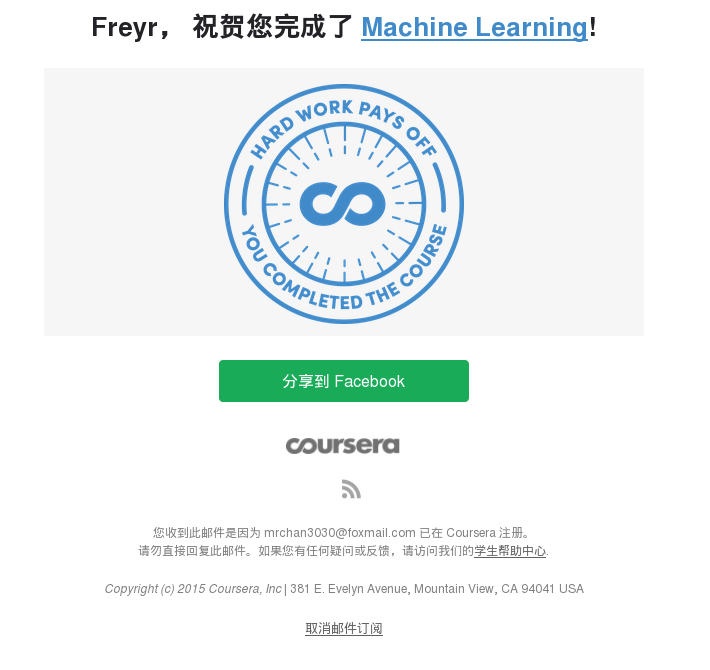 Freyr， 祝贺您完成了 Machine Learning!
HARD WORK PAYS OFF
YOU COMPLETED THE COURSE
分享到 Facebook
coursera
您收到此邮件是因为 mrchan3030@foxmail.com 已在 Coursera 注册。
请勿直接回复此邮件。如果您有任何疑问或反馈，请访问我们的学生帮助中心.
Copyright (c) 2015 Coursera, Inc | 381 E. Evelyn Avenue, Mountain View, CA 94041 USA
取消邮件订阅